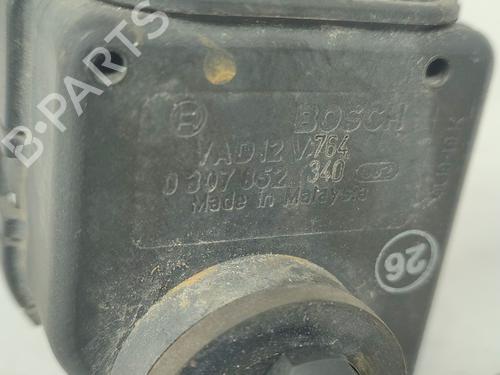 B-PARTS
BOSCH
VAD 12 V 764
0 307 852 340
Made in Malaysia
26